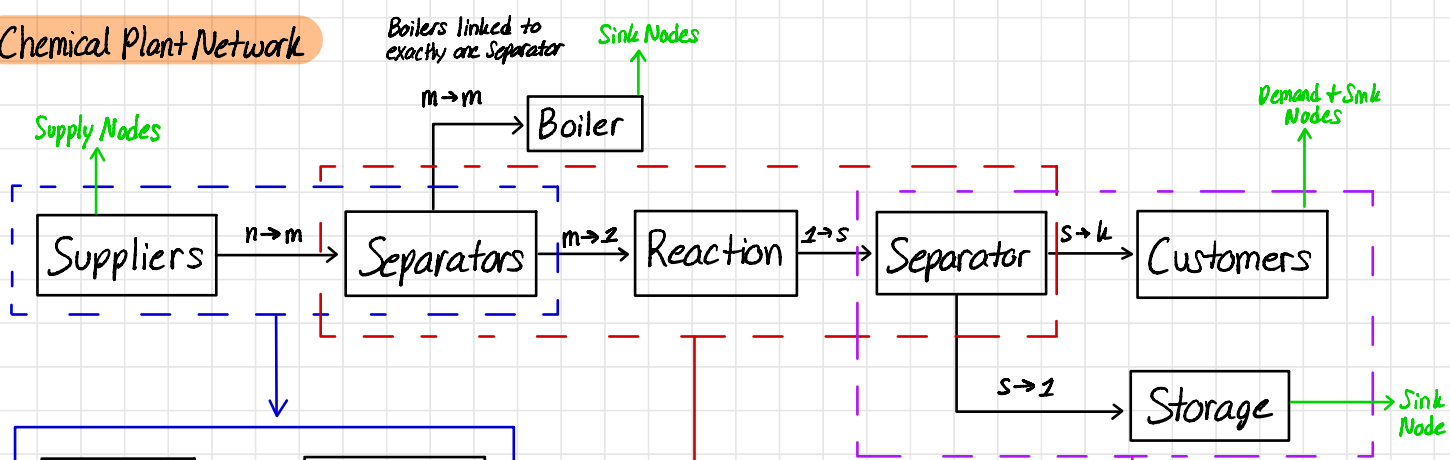 Chemical Plant Network
Boilers linked to
exactly one Separator
Sink Nodes
m→m
Boiler
Demand + Sink
Nodes
Supply Nodes
Suppliers
n→m
Separators
m→1
Reaction
1→s
Separator
s→k
Customers
s→1
Storage
Sink
Node